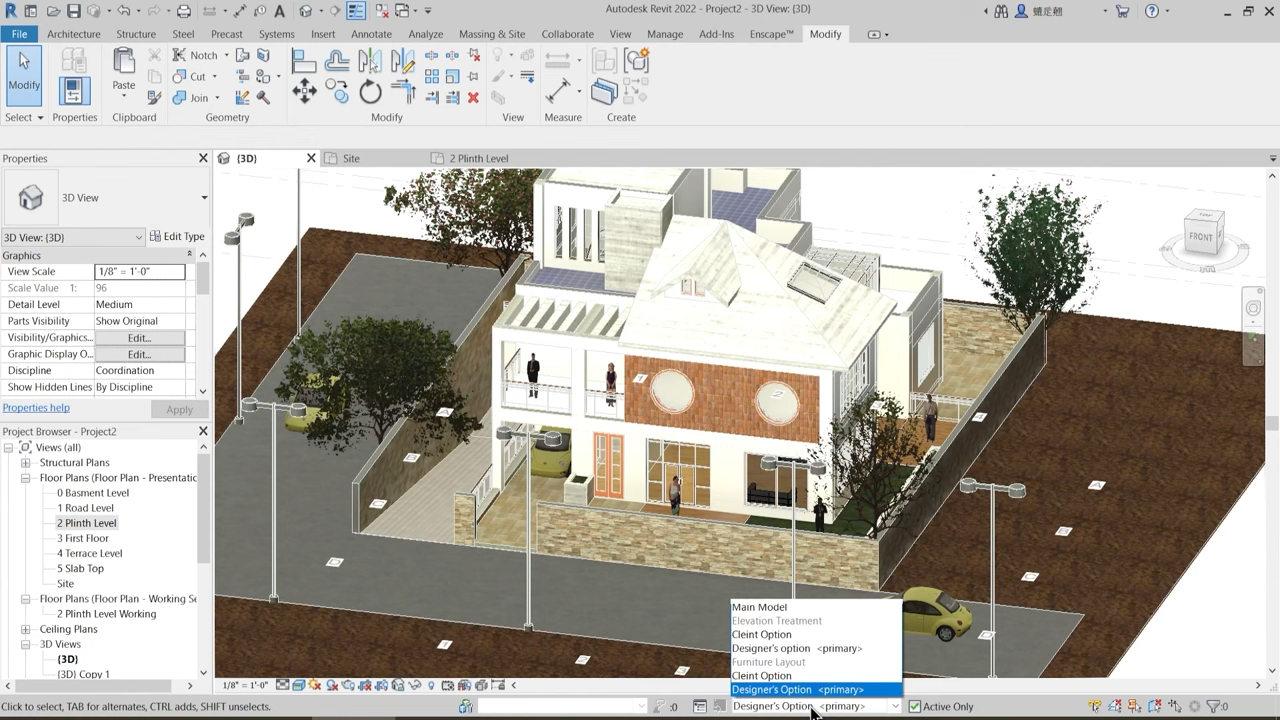 Autodesk Revit 2022 - Project2 - 3D View: {3D}
File Architecture Structure Steel Precast Systems Insert Annotate Analyze Massing & Site Collaborate View Manage Add-Ins Enscape™ Modify
Modify
Paste
Notch
Cut
Join
Select Properties Clipboard Geometry Modify View Measure Create
Properties
{3D}
Site
2 Plinth Level
3D View
3D View: {3D}
Edit Type
Graphics
View Scale 1/8" = 1'-0"
Scale Value 1: 96
Detail Level Medium
Parts Visibility Show Original
Visibility/Graphics... Edit...
Graphic Display O... Edit...
Discipline Coordination
Show Hidden Lines By Discipline
Properties help
Apply
Project Browser - Project2
Views (all)
Structural Plans
Floor Plans (Floor Plan - Presentatic
0 Basment Level
1 Road Level
2 Plinth Level
3 First Floor
4 Terrace Level
5 Slab Top
Site
Floor Plans (Floor Plan - Working Se
2 Plinth Level Working
Ceiling Plans
3D Views
{3D}
{3D} Copy 1
FRONT
1
2
A
B
C
D
1
2
3
A
B
C
D
Main Model
Elevation Treatment
Cleint Option
Designer's option <primary>
Furniture Layout
Cleint Option
Designer's Option <primary>
1/8" = 1'-0"
Click to select, TAB for alternates, CTRL adds, SHIFT unselects.
:0
Designer's Option <primary>
Active Only
:0